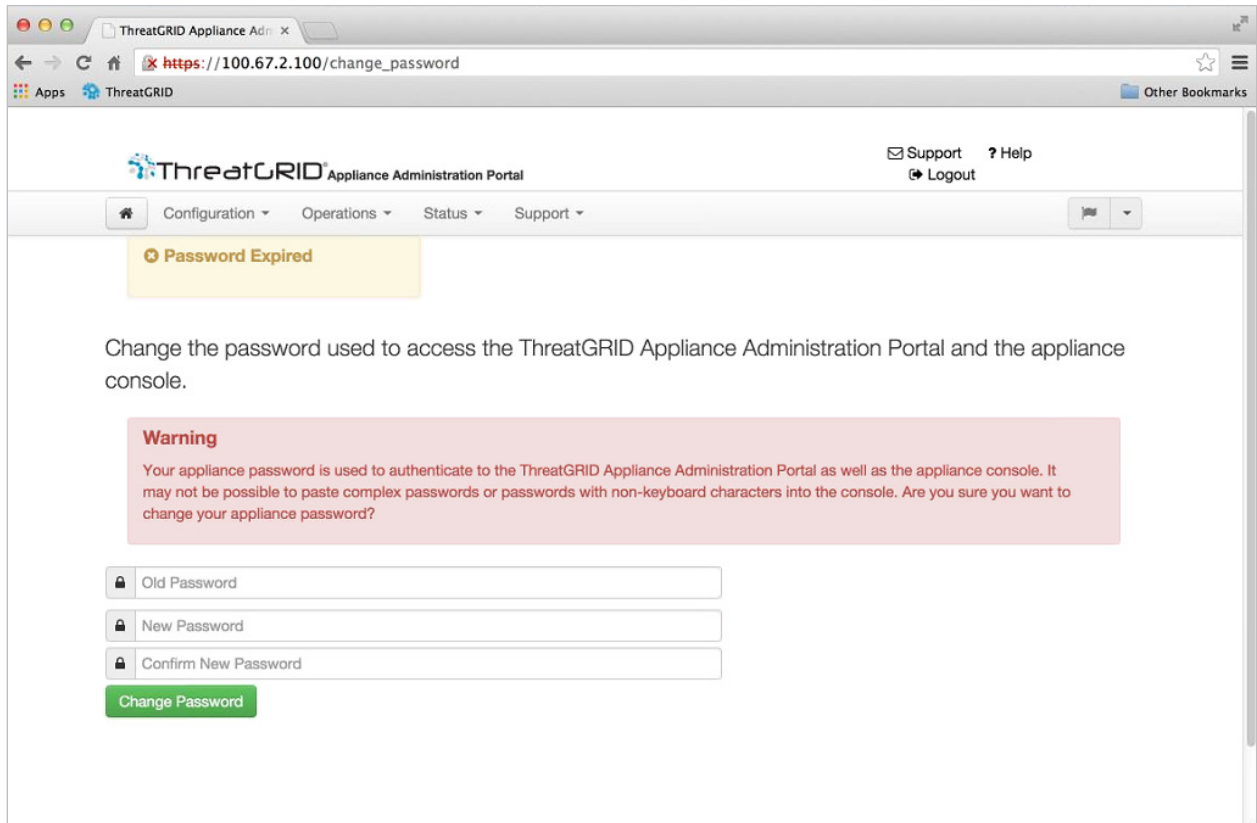 ThreatGRID Appliance Adm
https://100.67.2.100/change_password
Apps ThreatGRID Other Bookmarks
ThreatGRID® Appliance Administration Portal
Support ? Help
Logout
Configuration Operations Status Support
Password Expired
Change the password used to access the ThreatGRID Appliance Administration Portal and the appliance
console.
Warning
Your appliance password is used to authenticate to the ThreatGRID Appliance Administration Portal as well as the appliance console. It
may not be possible to paste complex passwords or passwords with non-keyboard characters into the console. Are you sure you want to
change your appliance password?
Old Password
New Password
Confirm New Password
Change Password